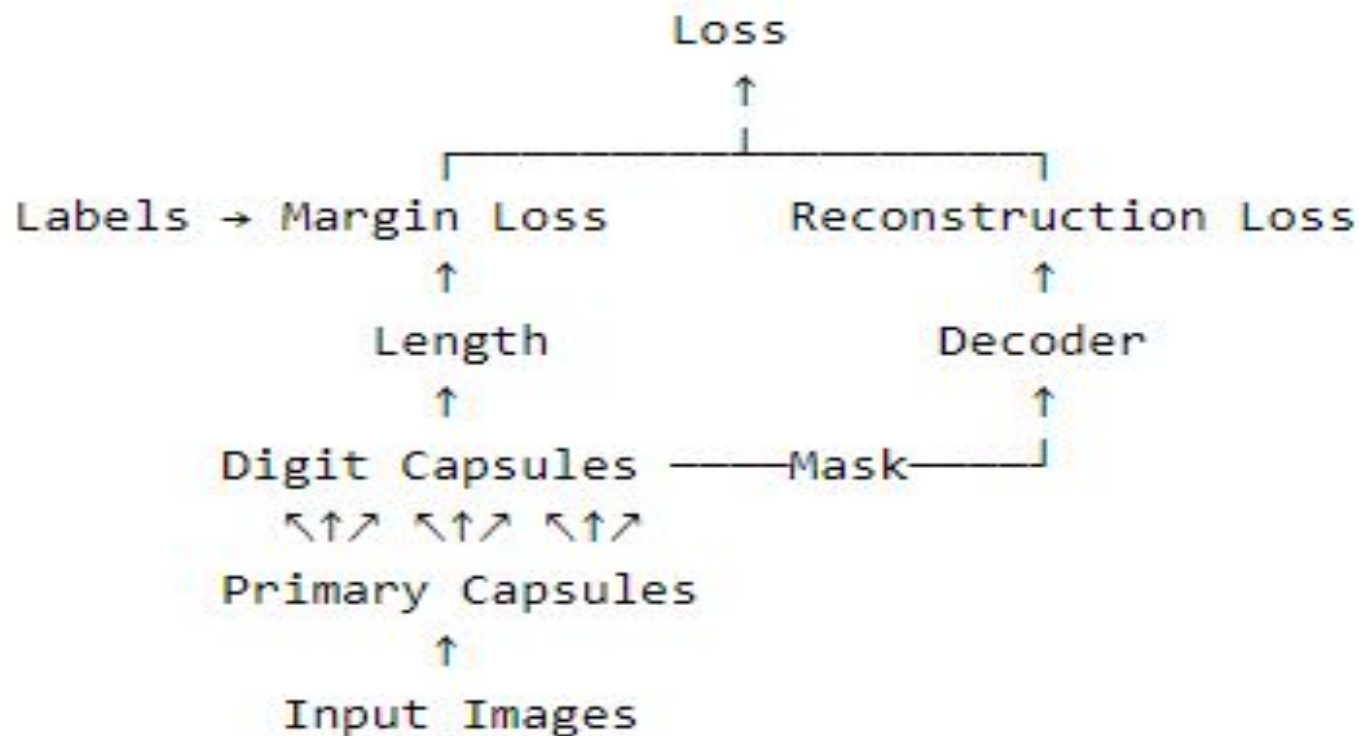 Loss
↑
┌─────────┴─────────┐
Labels → Margin Loss      Reconstruction Loss
↑                   ↑
Length             Decoder
↑                   ↑
Digit Capsules ────Mask────┘
↖↑↗ ↖↑↗ ↖↑↗
Primary Capsules
↑
Input Images